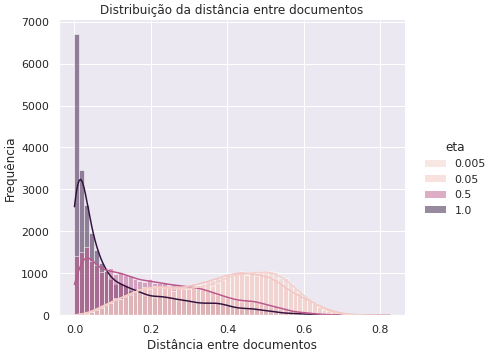 Distribuição da distância entre documentos
7000
6000
5000
4000
3000
2000
1000
0
Frequência
0.0 0.2 0.4 0.6 0.8
Distância entre documentos
eta
0.005
0.05
0.5
1.0